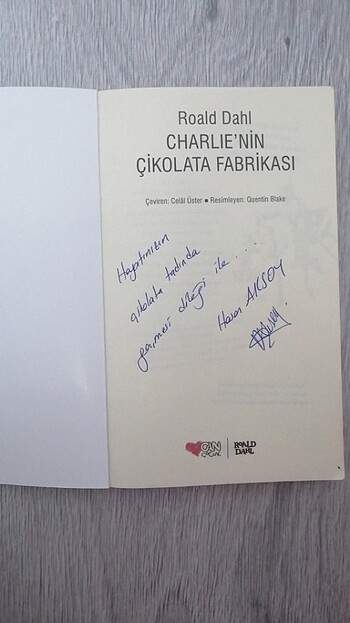 Roald Dahl
CHARLIE'NİN
ÇİKOLATA FABRİKASI
Çeviren: Celâl Üster • Resimleyen: Quentin Blake
Hayatınızın
çikolata tadında
geçmesi dileği ile...
AKSOY
CAN
ÇOCUK
ROALD
DAHL